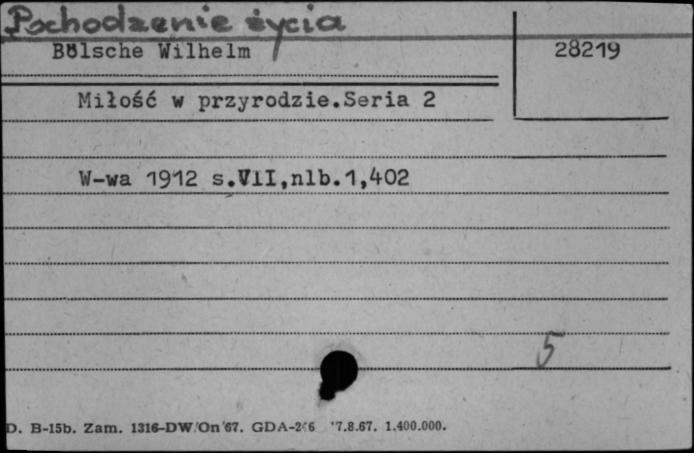 Pochodzenie życia
Bölsche Wilhelm
28219
Miłość w przyrodzie.Seria 2
W-wa 1912 s.VII,nlb.1,402
5
D. B-15b. Zam. 1316-DW/On 67. GDA-246 7.8.67. 1.400.000.